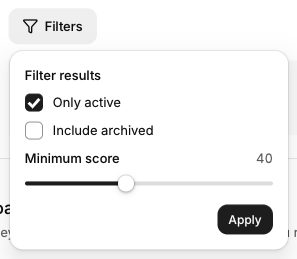 Filters
Filter results
Only active
Include archived
Minimum score 40
Apply